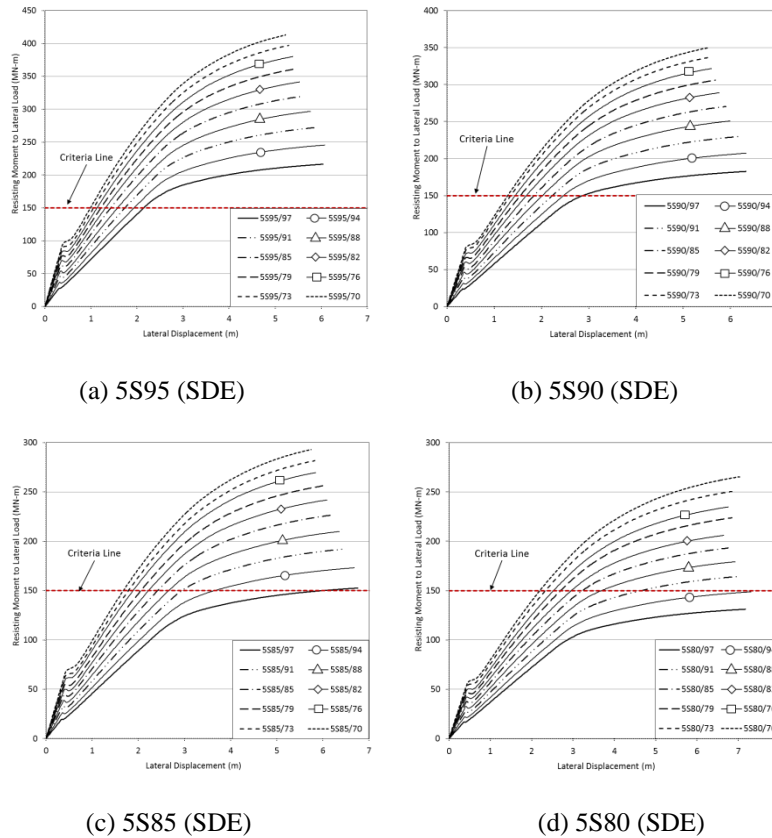 450
400
350
300
250
200
150
100
50
0
Resisting Moment to Lateral Load (MN-m)
Criteria Line
5S95/97 5S95/94
5S95/91 5S95/88
5S95/85 5S95/82
5S95/79 5S95/76
5S95/73 5S95/70
0 1 2 3 4 5 6 7
Lateral Displacement (m)
(a) 5S95 (SDE)
400
350
300
250
200
150
100
50
0
Resisting Moment to Lateral Load (MN-m)
Criteria Line
5S90/97 5S90/94
5S90/91 5S90/88
5S90/85 5S90/82
5S90/79 5S90/76
5S90/73 5S90/70
0 1 2 3 4 5 6 7
Lateral Displacement (m)
(b) 5S90 (SDE)
300
250
200
150
100
50
0
Resisting Moment to Lateral Load (MN-m)
Criteria Line
5S85/97 5S85/94
5S85/91 5S85/88
5S85/85 5S85/82
5S85/79 5S85/76
5S85/73 5S85/70
0 1 2 3 4 5 6 7
Lateral Displacement (m)
(c) 5S85 (SDE)
300
250
200
150
100
50
0
Resisting Moment to Lateral Load (MN-m)
Criteria Line
5S80/97
5S80/91
5S80/85
5S80/79
5S80/73
0 1 2 3 4 5 6 7
Lateral Displacement (m)
(d) 5S80 (SDE)